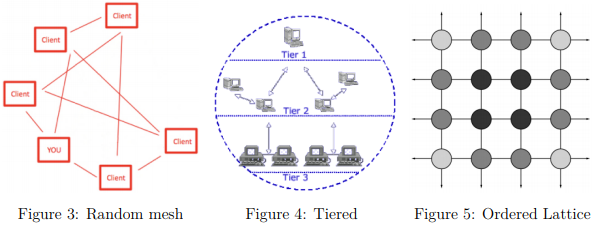 Client
Client
Client
YOU
Client
Client
Tier 1
Tier 2
Tier 3
Figure 3: Random mesh
Figure 4: Tiered
Figure 5: Ordered Lattice